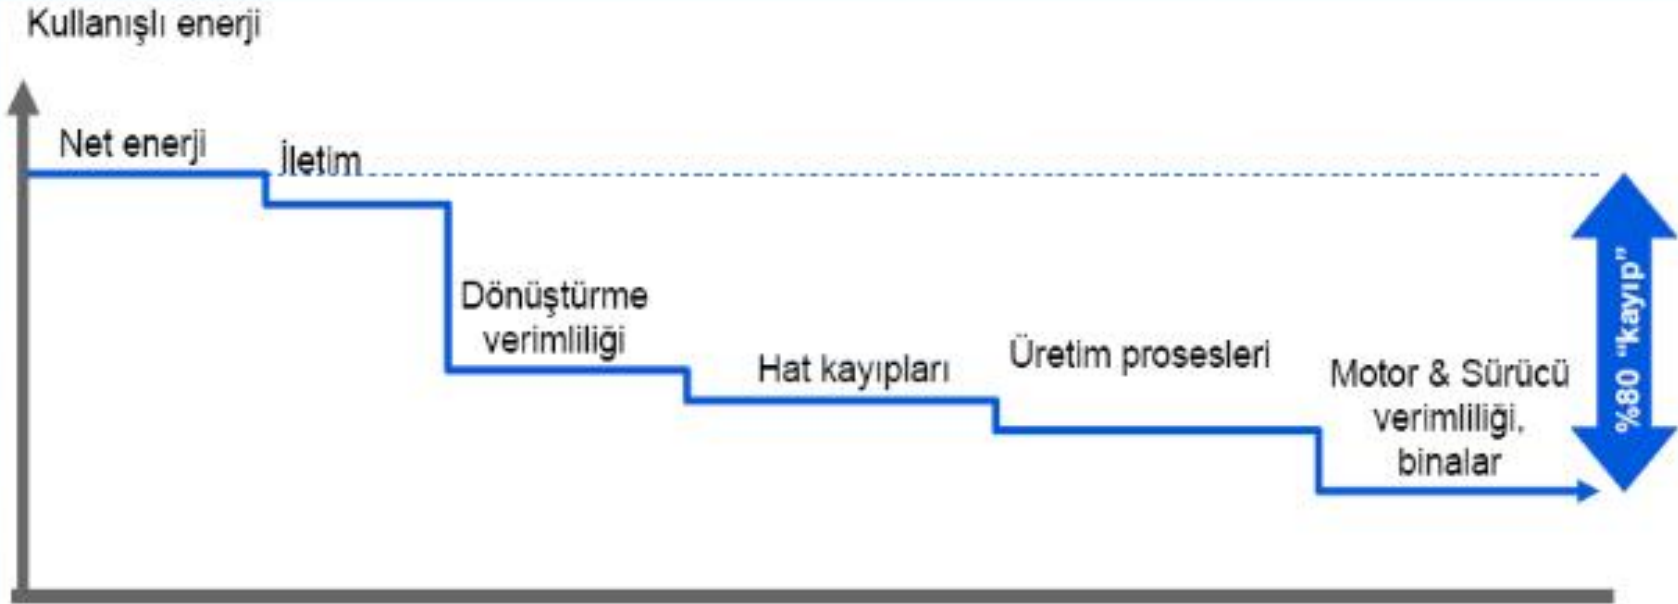 Kullanışlı enerji
Net enerji
İletim
Dönüştürme
verimliliği
Hat kayıpları
Üretim prosesleri
Motor & Sürücü
verimliliği,
binalar
%80 "kayıp"